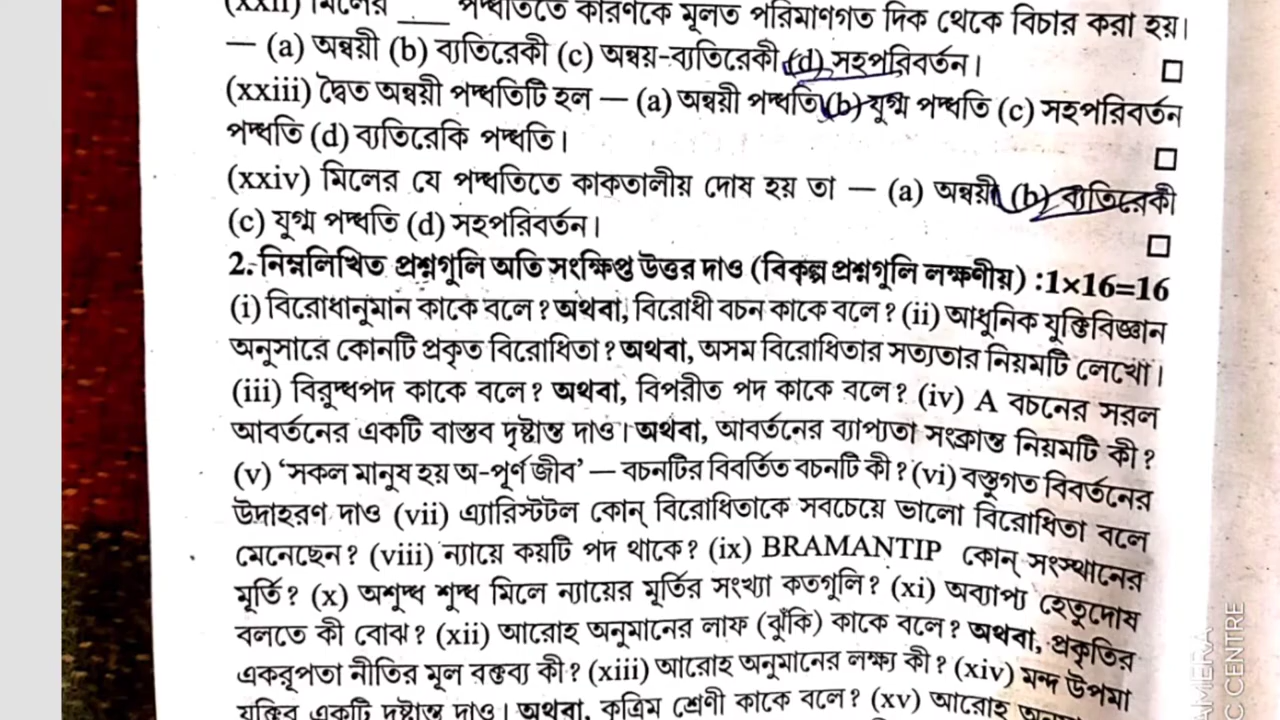 (xxii) মিলের ___ পদ্ধতিতে কারণকে মূলত পরিমাণগত দিক থেকে বিচার করা হয়।
— (a) অন্বয়ী (b) ব্যতিরেকী (c) অন্বয়-ব্যতিরেকী (d) সহপরিবর্তন।
(xxiii) দ্বৈত অন্বয়ী পদ্ধতিটি হল — (a) অন্বয়ী পদ্ধতি (b) যুগ্ম পদ্ধতি (c) সহপরিবর্তন
পদ্ধতি (d) ব্যতিরেকি পদ্ধতি।
(xxiv) মিলের যে পদ্ধতিতে কাকতালীয় দোষ হয় তা — (a) অন্বয়ী (b) ব্যতিরেকী
(c) যুগ্ম পদ্ধতি (d) সহপরিবর্তন।
2. নিম্নলিখিত প্রশ্নগুলি অতি সংক্ষিপ্ত উত্তর দাও (বিকল্প প্রশ্নগুলি লক্ষণীয়) :1×16=16
(i) বিরোধানুমান কাকে বলে? অথবা, বিরোধী বচন কাকে বলে? (ii) আধুনিক যুক্তিবিজ্ঞান
অনুসারে কোনটি প্রকৃত বিরোধিতা? অথবা, অসম বিরোধিতার সত্যতার নিয়মটি লেখো।
(iii) বিরুদ্ধপদ কাকে বলে? অথবা, বিপরীত পদ কাকে বলে? (iv) A বচনের সরল
আবর্তনের একটি বাস্তব দৃষ্টান্ত দাও। অথবা, আবর্তনের ব্যাপ্যতা সংক্রান্ত নিয়মটি কী?
(v) ‘সকল মানুষ হয় অ-পূর্ণ জীব’ — বচনটির বিবর্তিত বচনটি কী? (vi) বস্তুগত বিবর্তনের
উদাহরণ দাও (vii) এ্যারিস্টটল কোন্ বিরোধিতাকে সবচেয়ে ভালো বিরোধিতা বলে
মেনেছেন? (viii) ন্যায়ে কয়টি পদ থাকে? (ix) BRAMANTIP কোন্ সংস্থানের
মূর্তি? (x) অশুদ্ধ শুদ্ধ মিলে ন্যায়ের মূর্তির সংখ্যা কতগুলি? (xi) অব্যাপ্য হেতুদোষ
বলতে কী বোঝ? (xii) আরোহ অনুমানের লাফ (ঝুঁকি) কাকে বলে? অথবা, প্রকৃতির
একরূপতা নীতির মূল বক্তব্য কী? (xiii) আরোহ অনুমানের লক্ষ্য কী? (xiv) মন্দ উপমা
যুক্তির একটি দৃষ্টান্ত দাও। অথবা, কৃত্রিম শ্রেণী কাকে বলে? (xv) আরোহ
CENTRE